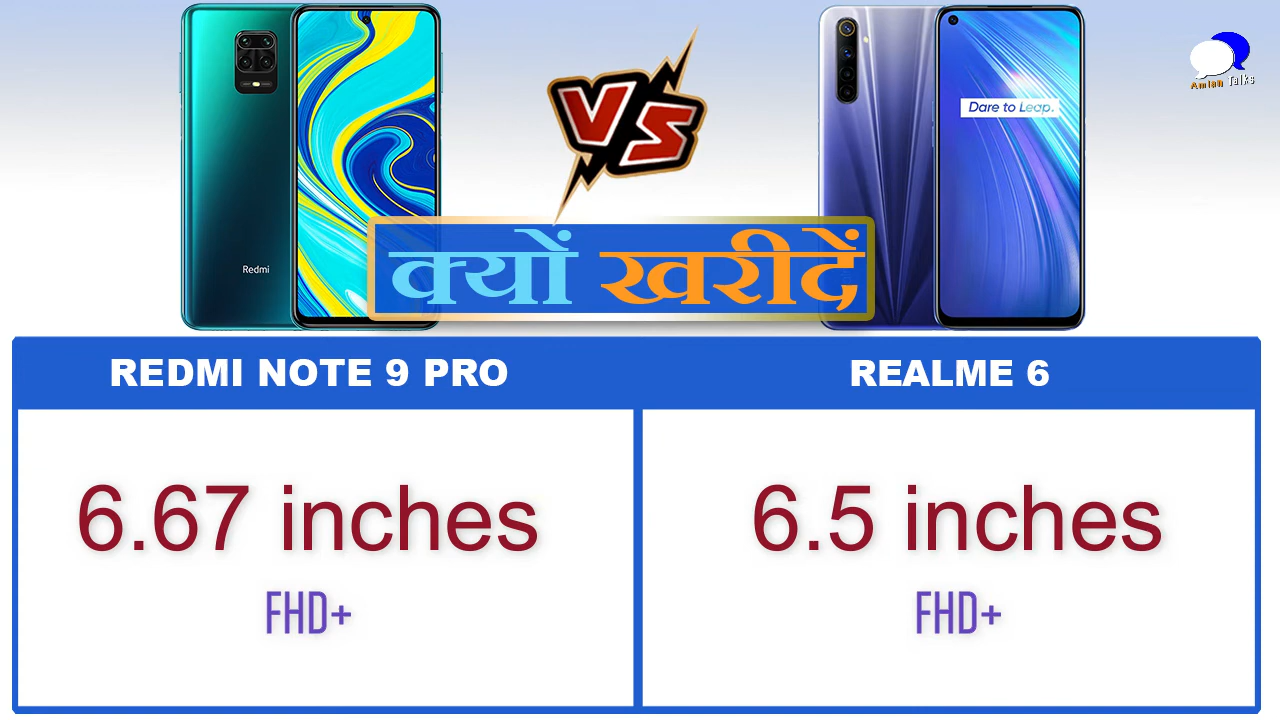 VS
Dare to Leap.
Amish Talks
Redmi
क्यों खरीदें
REDMI NOTE 9 PRO
REALME 6
6.67 inches
6.5 inches
FHD+
FHD+